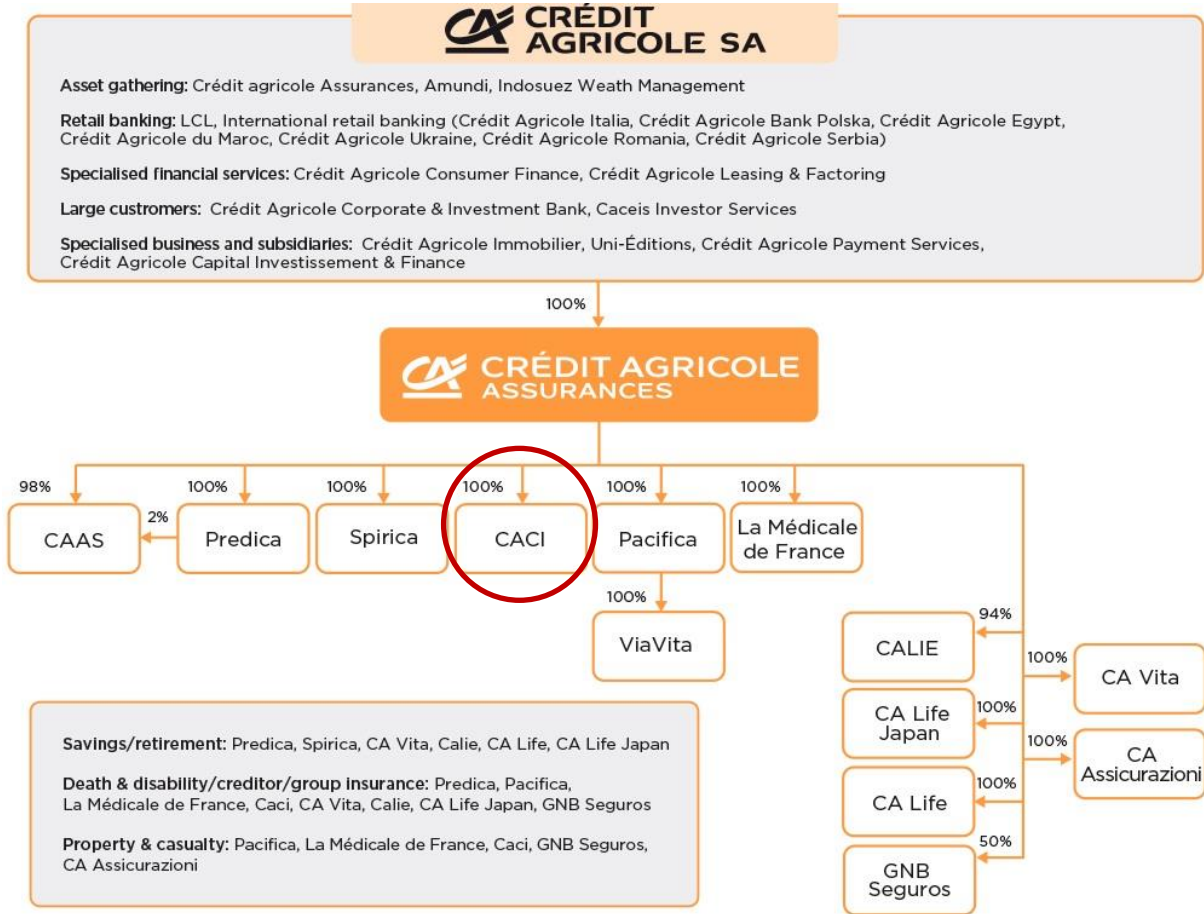 CRÉDIT
AGRICOLE SA
Asset gathering: Crédit agricole Assurances, Amundi, Indosuez Weath Management
Retail banking: LCL, International retail banking (Crédit Agricole Italia, Crédit Agricole Bank Polska, Crédit Agricole Egypt,
Crédit Agricole du Maroc, Crédit Agricole Ukraine, Crédit Agricole Romania, Crédit Agricole Serbia)
Specialised financial services: Crédit Agricole Consumer Finance, Crédit Agricole Leasing & Factoring
Large custromers: Crédit Agricole Corporate & Investment Bank, Caceis Investor Services
Specialised business and subsidiaries: Crédit Agricole Immobilier, Uni-Éditions, Crédit Agricole Payment Services,
Crédit Agricole Capital Investissement & Finance
100%
CRÉDIT AGRICOLE
ASSURANCES
98%
100%
100%
100%
100%
100%
CAAS
2%
Predica
Spirica
CACI
Pacifica
La Médicale
de France
100%
ViaVita
94%
CALIE
100%
CA Vita
100%
CA Life
Japan
100%
CA
Assicurazioni
100%
CA Life
50%
GNB
Seguros
Savings/retirement: Predica, Spirica, CA Vita, Calie, CA Life, CA Life Japan
Death & disability/creditor/group insurance: Predica, Pacifica,
La Médicale de France, Caci, CA Vita, Calie, CA Life Japan, GNB Seguros
Property & casualty: Pacifica, La Médicale de France, Caci, GNB Seguros,
CA Assicurazioni